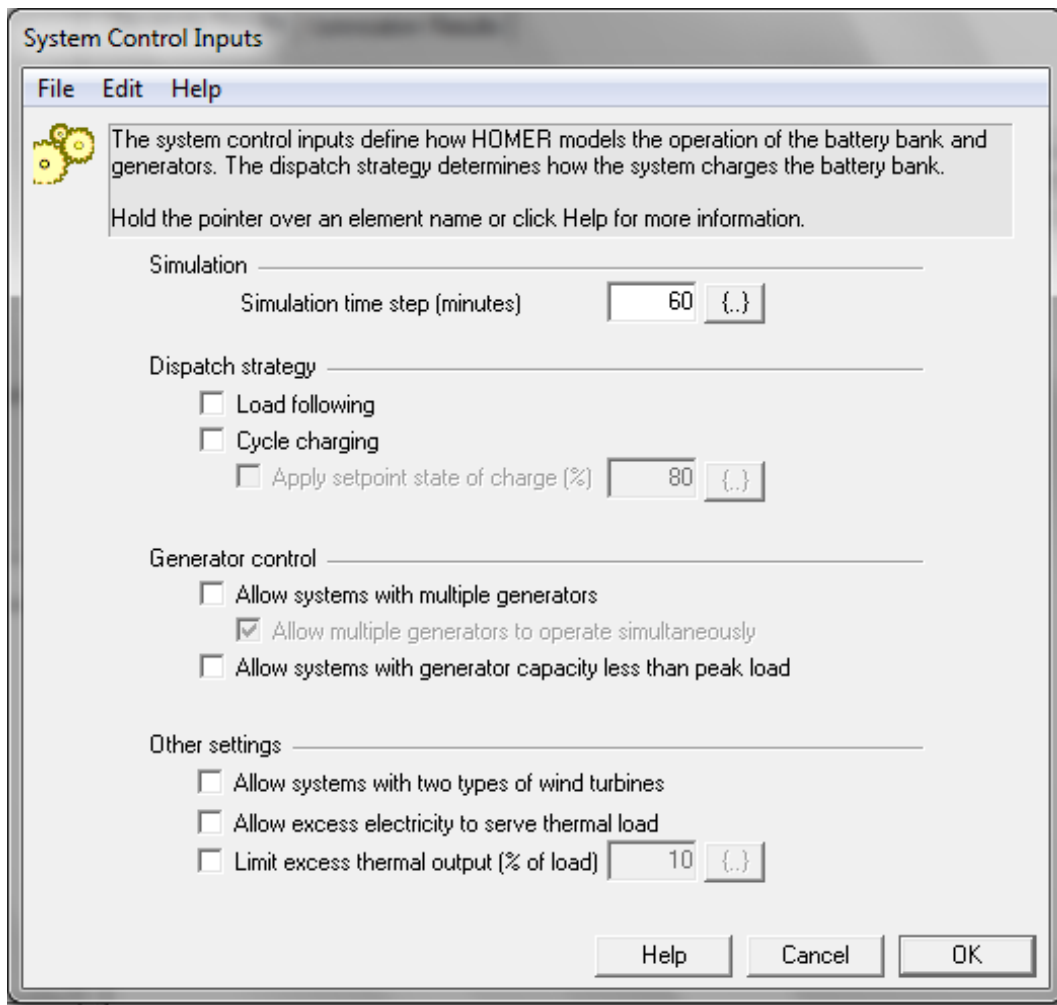 System Control Inputs
File Edit Help
The system control inputs define how HOMER models the operation of the battery bank and
generators. The dispatch strategy determines how the system charges the battery bank.
Hold the pointer over an element name or click Help for more information.
Simulation
Simulation time step (minutes) 60 {..}
Dispatch strategy
Load following
Cycle charging
Apply setpoint state of charge (%) 80 {..}
Generator control
Allow systems with multiple generators
Allow multiple generators to operate simultaneously
Allow systems with generator capacity less than peak load
Other settings
Allow systems with two types of wind turbines
Allow excess electricity to serve thermal load
Limit excess thermal output (% of load) 10 {..}
Help Cancel OK